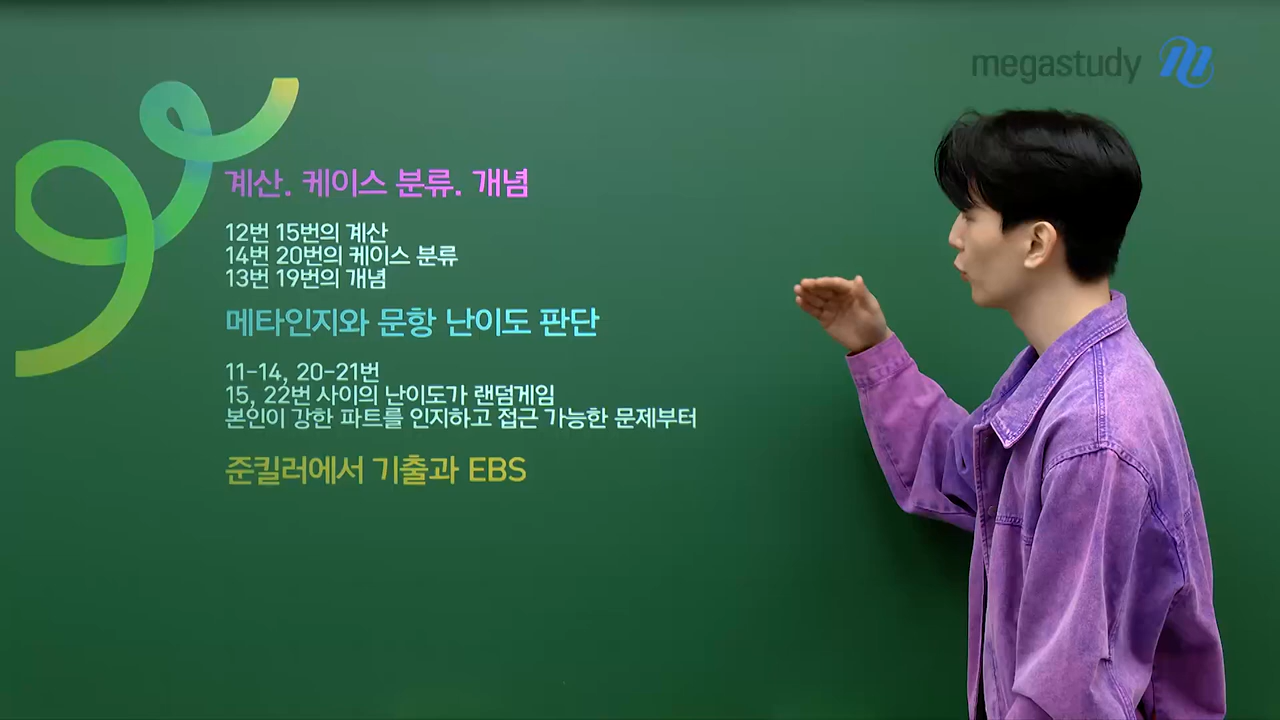 megastudy
계산. 케이스 분류. 개념
12번 15번의 계산
14번 20번의 케이스 분류
13번 19번의 개념
메타인지와 문항 난이도 판단
11-14, 20-21번
15, 22번 사이의 난이도가 랜덤게임
본인이 강한 파트를 인지하고 접근 가능한 문제부터
준킬러에서 기출과 EBS